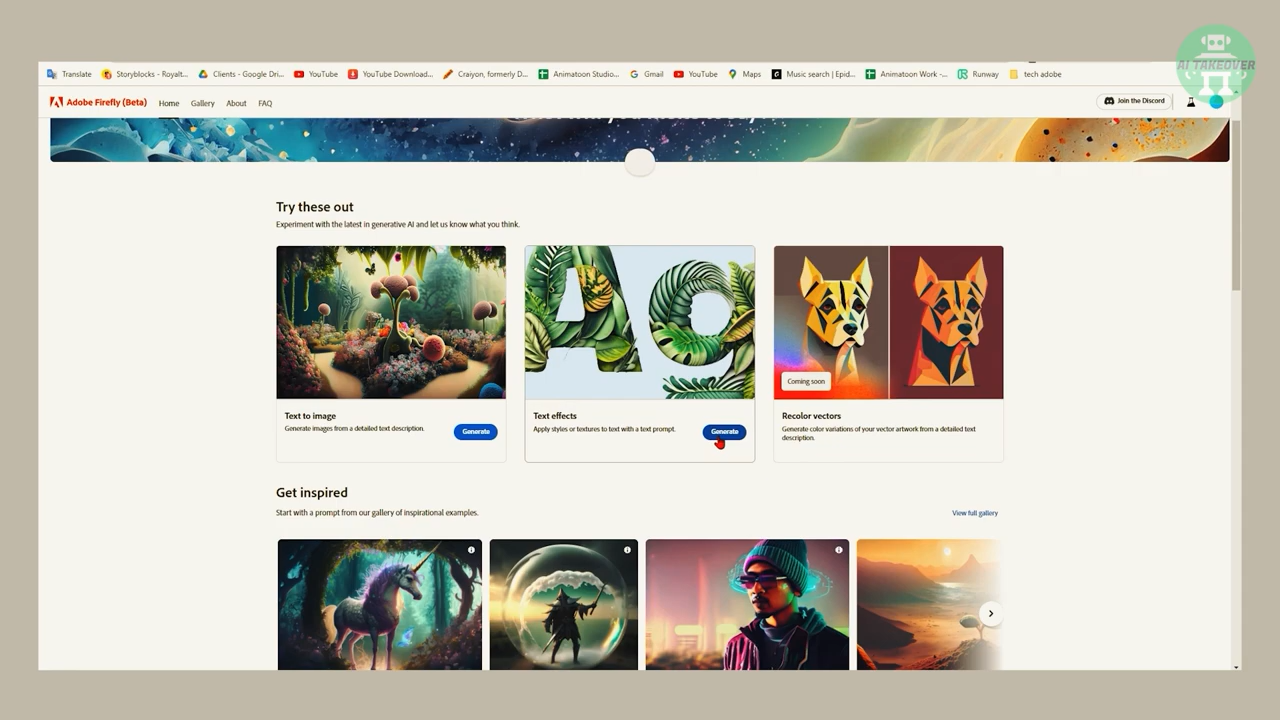 AI TAKEOVER
Translate
Storyblocks - Royalt...
Clients - Google Dri...
YouTube
YouTube Download...
Craiyon, formerly D...
Animatoon Studio...
Gmail
YouTube
Maps
Music search | Epid...
Animatoon Work -...
Runway
tech adobe
Adobe Firefly (Beta)
Home
Gallery
About
FAQ
Join the Discord
Try these out
Experiment with the latest in generative AI and let us know what you think.
Ag
Coming soon
Text to image
Generate images from a detailed text description.
Generate
Text effects
Apply styles or textures to text with a text prompt.
Generate
Recolor vectors
Generate color variations of your vector artwork from a detailed text
description.
Get inspired
Start with a prompt from our gallery of inspirational examples.
View full gallery